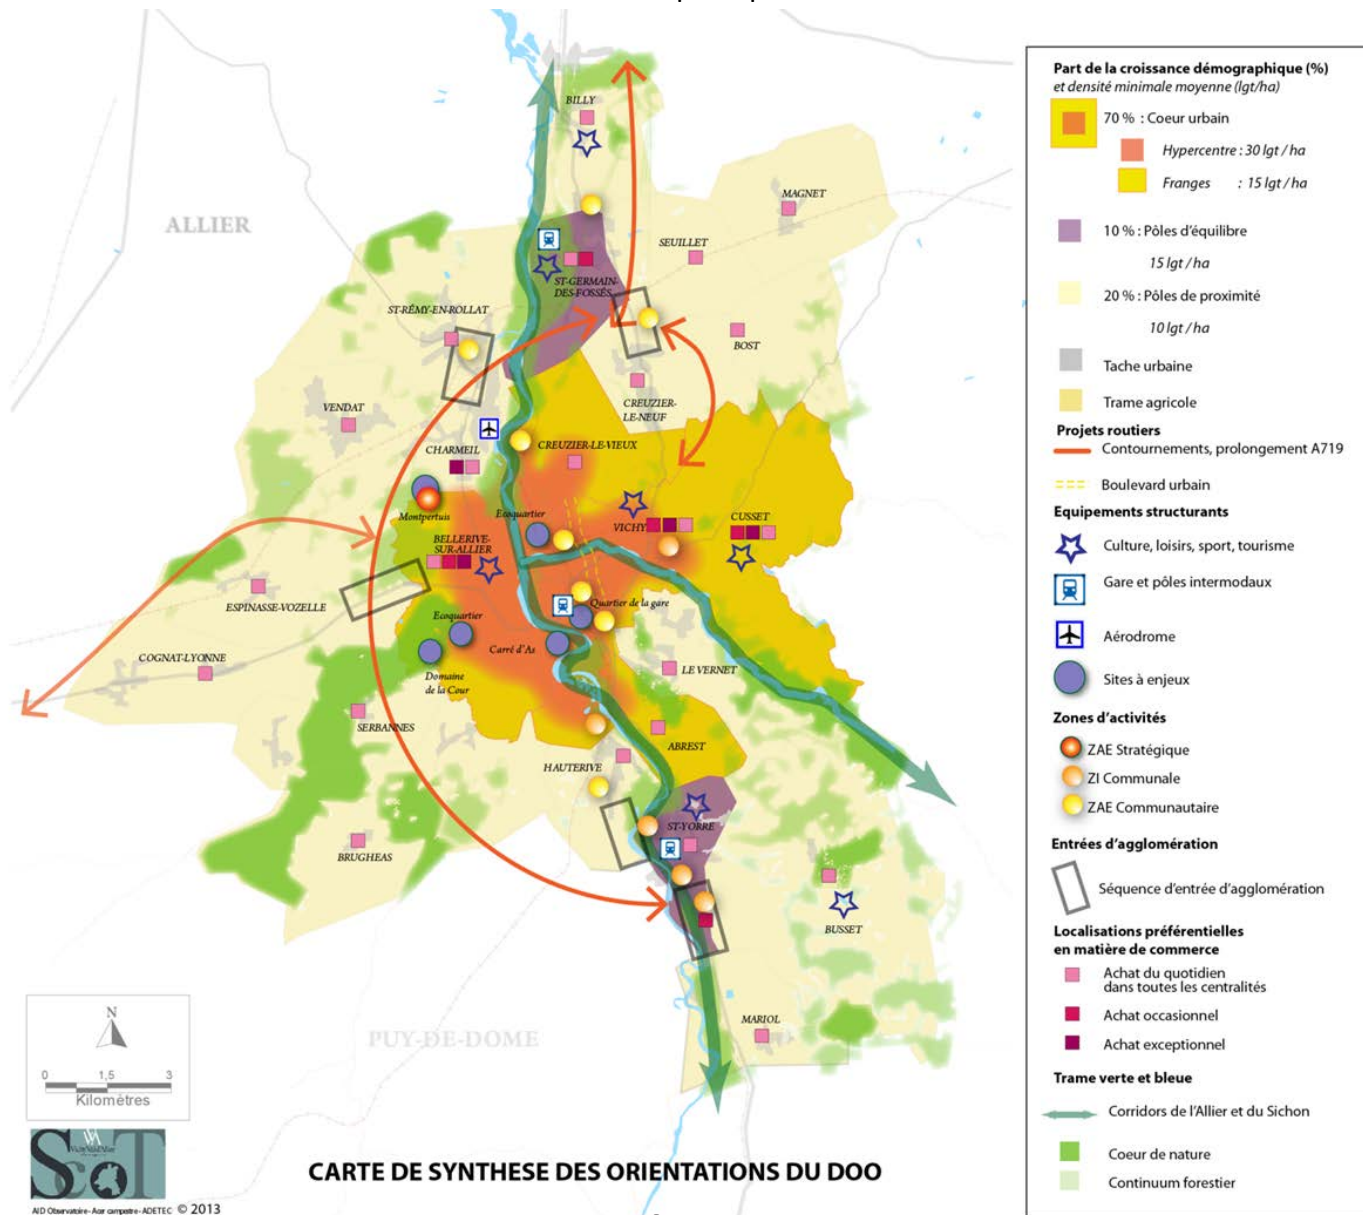 BILLY
MAGNET
ALLIER
SEUILLET
ST-GERMAIN-
DES-FOSSÉS
ST-RÉMY-EN-ROLLAT
BOST
CREUZIER-
LE-NEUF
VENDAT
CHARMEIL
CREUZIER-LE-VIEUX
Montpertuis
Ecoquartier
VICHY
CUSSET
BELLERIVE-
SUR-ALLIER
ESPINASSE-VOZELLE
Ecoquartier
Quartier de la gare
Carré d'As
COGNAT-LYONNE
Domaine
de la Cour
LE VERNET
SERBANNES
ABREST
HAUTERIVE
ST-YORRE
BRUGHEAS
BUSSET
MARIOL
PUY-DE-DOME
N
0 1,5 3
Kilomètres
SCoT
AID Observatoire - Acer campestre - ADETEC © 2013
CARTE DE SYNTHESE DES ORIENTATIONS DU DOO
Part de la croissance démographique (%)
et densité minimale moyenne (lgt/ha)
70 % : Coeur urbain
Hypercentre : 30 lgt / ha
Franges : 15 lgt / ha
10 % : Pôles d'équilibre
15 lgt / ha
20 % : Pôles de proximité
10 lgt / ha
Tache urbaine
Trame agricole
Projets routiers
Contournements, prolongement A719
Boulevard urbain
Equipements structurants
Culture, loisirs, sport, tourisme
Gare et pôles intermodaux
Aérodrome
Sites à enjeux
Zones d'activités
ZAE Stratégique
ZI Communale
ZAE Communautaire
Entrées d'agglomération
Séquence d'entrée d'agglomération
Localisations préférentielles
en matière de commerce
Achat du quotidien
dans toutes les centralités
Achat occasionnel
Achat exceptionnel
Trame verte et bleue
Corridors de l'Allier et du Sichon
Coeur de nature
Continuum forestier